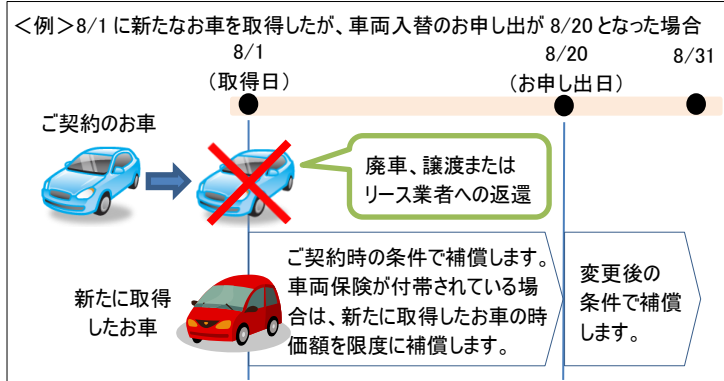 ＜例＞8/1 に新たなお車を取得したが、車両入替のお申し出が 8/20 となった場合
8/1
8/20
8/31
（取得日）
（お申し出日）
ご契約のお車
廃車、譲渡または
リース業者への返還
新たに取得
したお車
ご契約時の条件で補償します。
車両保険が付帯されている場
合は、新たに取得したお車の時
価額を限度に補償します。
変更後の
条件で補償
します。